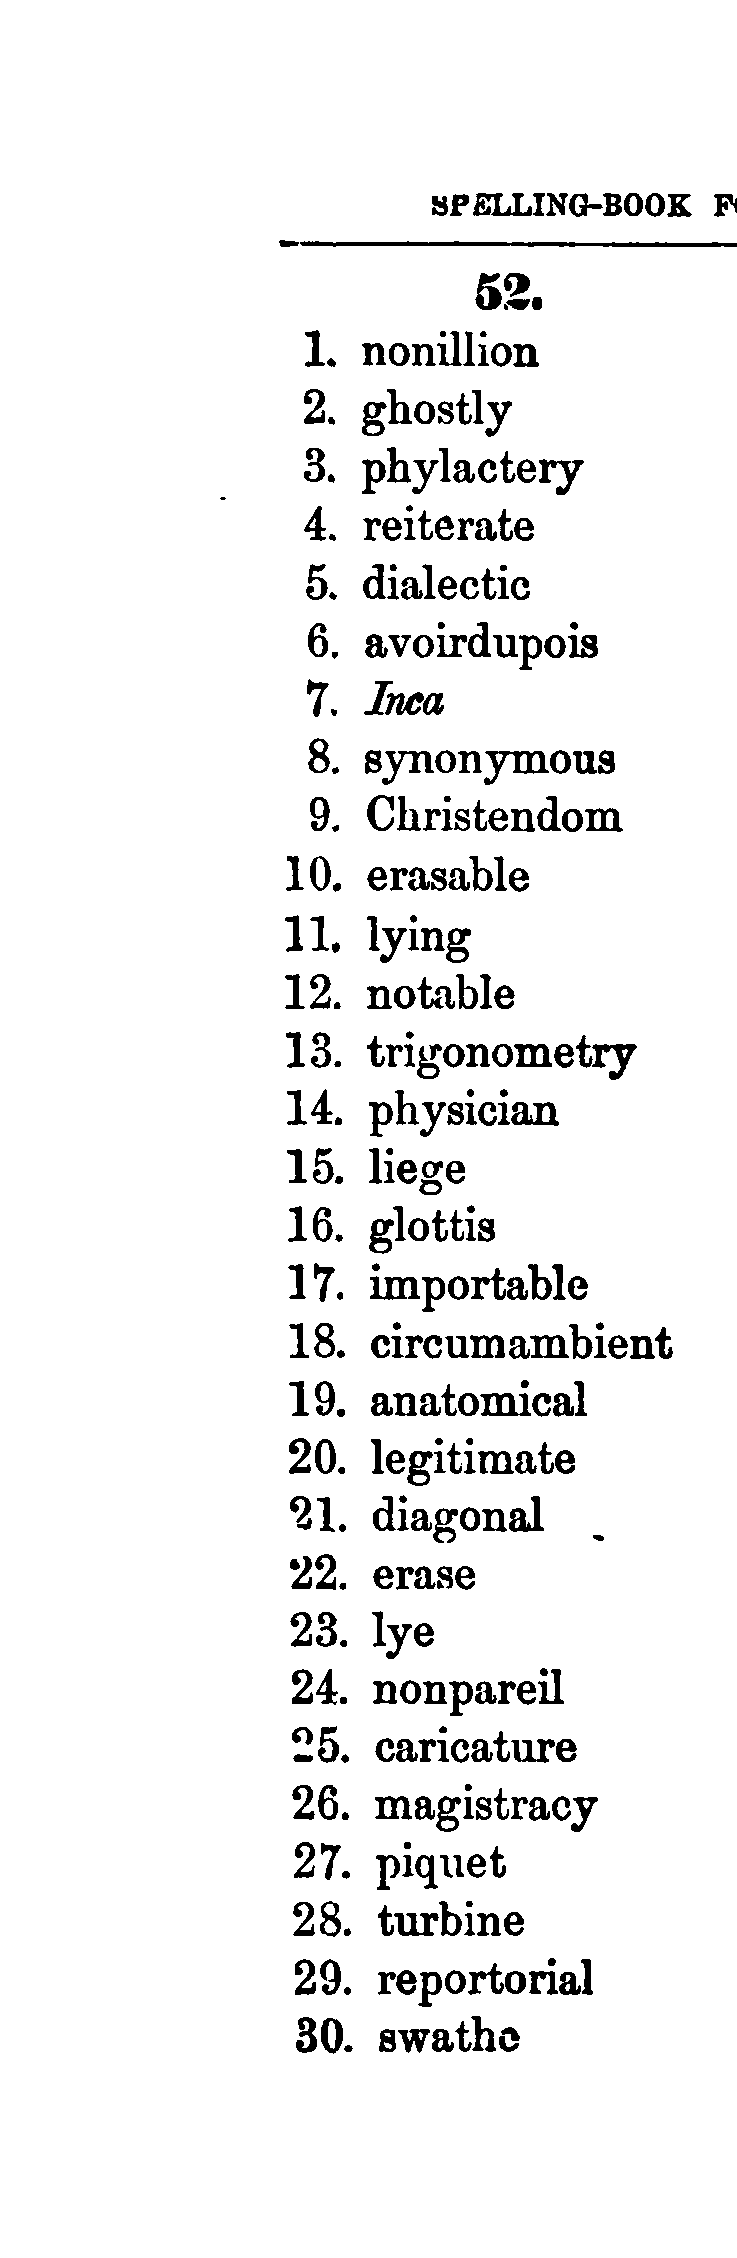 SPELLING-BOOK
52.
1. nonillion
2. ghostly
3. phylactery
4. reiterate
5. dialectic
6. avoirdupois
7. Inca
8. synonymous
9. Christendom
10. erasable
11. lying
12. notable
13. trigonometry
14. physician
15. liege
16. glottis
17. importable
18. circumambient
19. anatomical
20. legitimate
21. diagonal
22. erase
23. lye
24. nonpareil
25. caricature
26. magistracy
27. piquet
28. turbine
29. reportorial
30. swathe